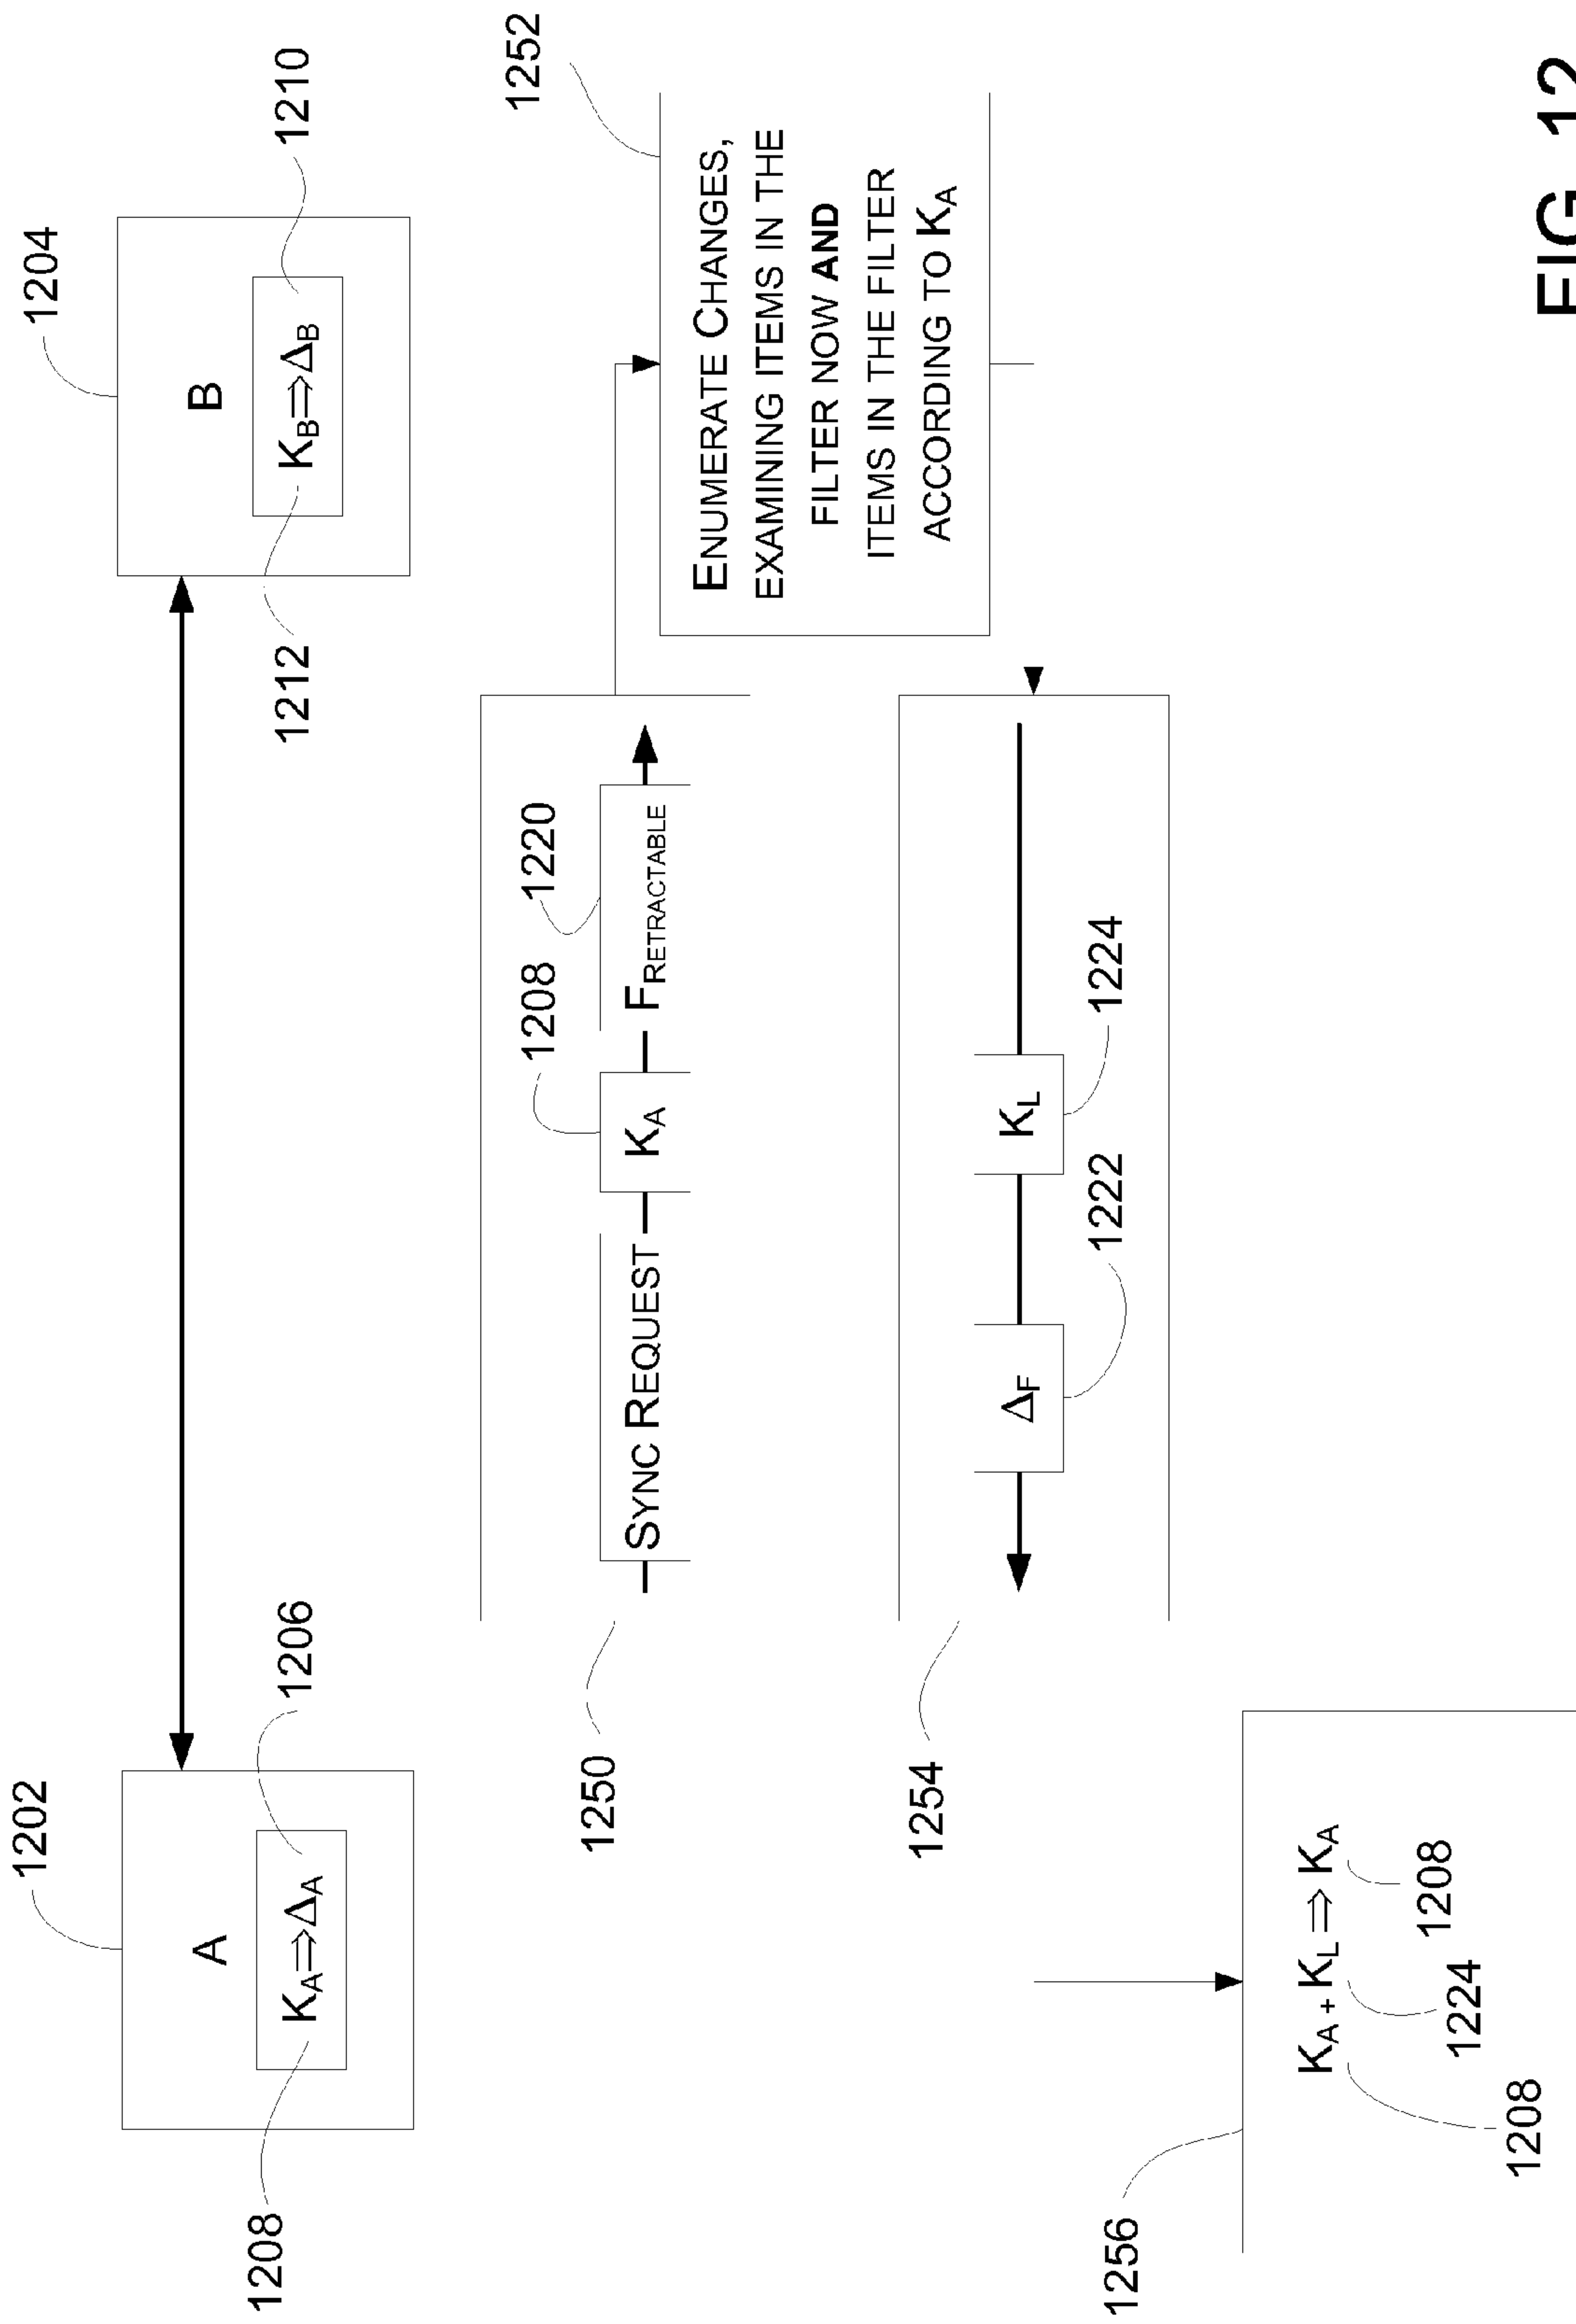 1202
1204
A
B
K_A⇒Δ_A
K_B⇒Δ_B
1208
1206
1212
1210
1250
1208
1220
1252
SYNC REQUEST
K_A
F_RETRACTABLE
ENUMERATE CHANGES,
EXAMINING ITEMS IN THE
FILTER NOW AND
ITEMS IN THE FILTER
ACCORDING TO K_A
1254
Δ_F
K_L
1222
1224
1256
K_A + K_L ⇒ K_A
1208
1224
1208
FIG. 12